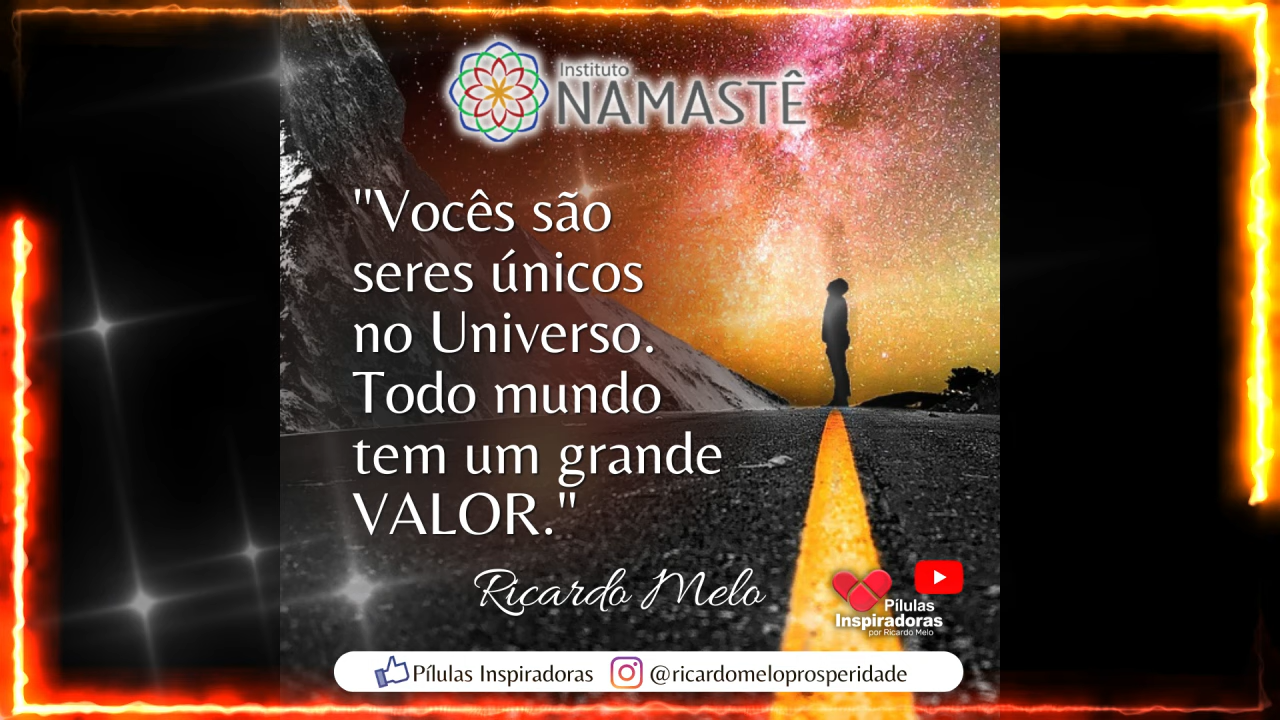 Instituto
NAMASTÊ
"Vocês são
seres únicos
no Universo.
Todo mundo
tem um grande
VALOR."
Ricardo Melo
Pílulas
Inspiradoras
por Ricardo Melo
Pílulas Inspiradoras @ricardomeloprosperidade